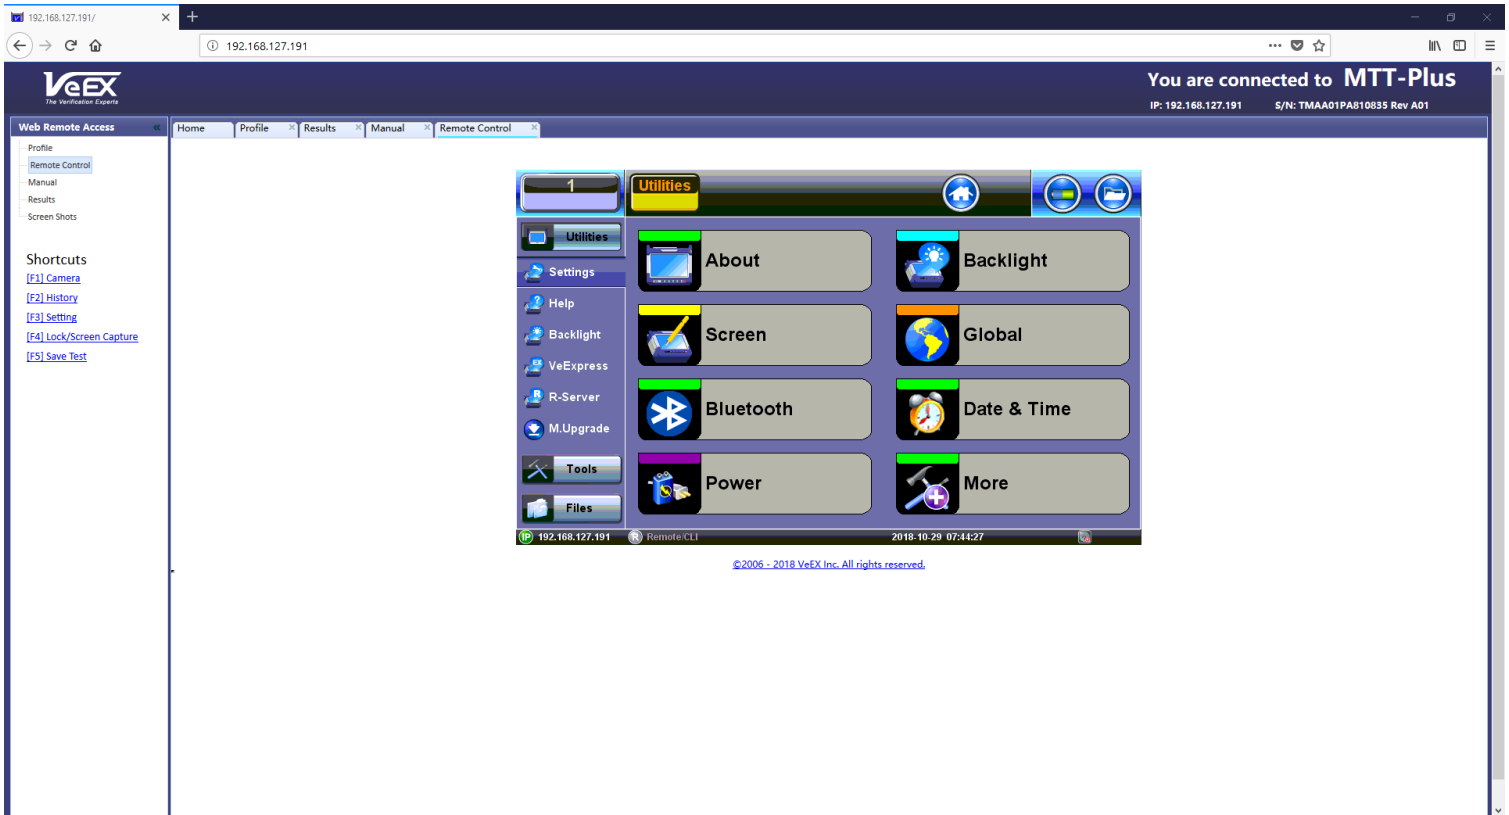 192.168.127.191/
192.168.127.191
VeEX
The Verification Experts
You are connected to MTT-Plus
IP: 192.168.127.191 S/N: TMAA01PA810835 Rev A01
Web Remote Access
Home Profile Results Manual Remote Control
Profile
Remote Control
Manual
Results
Screen Shots
Shortcuts
[F1] Camera
[F2] History
[F3] Setting
[F4] Lock/Screen Capture
[F5] Save Test
1
Utilities
Utilities
Settings
Help
Backlight
VeExpress
R-Server
M.Upgrade
Tools
Files
About
Backlight
Screen
Global
Bluetooth
Date & Time
Power
More
IP 192.168.127.191 R Remote/CLI 2018-10-29 07:44:27
©2006 - 2018 VeEX Inc. All rights reserved.